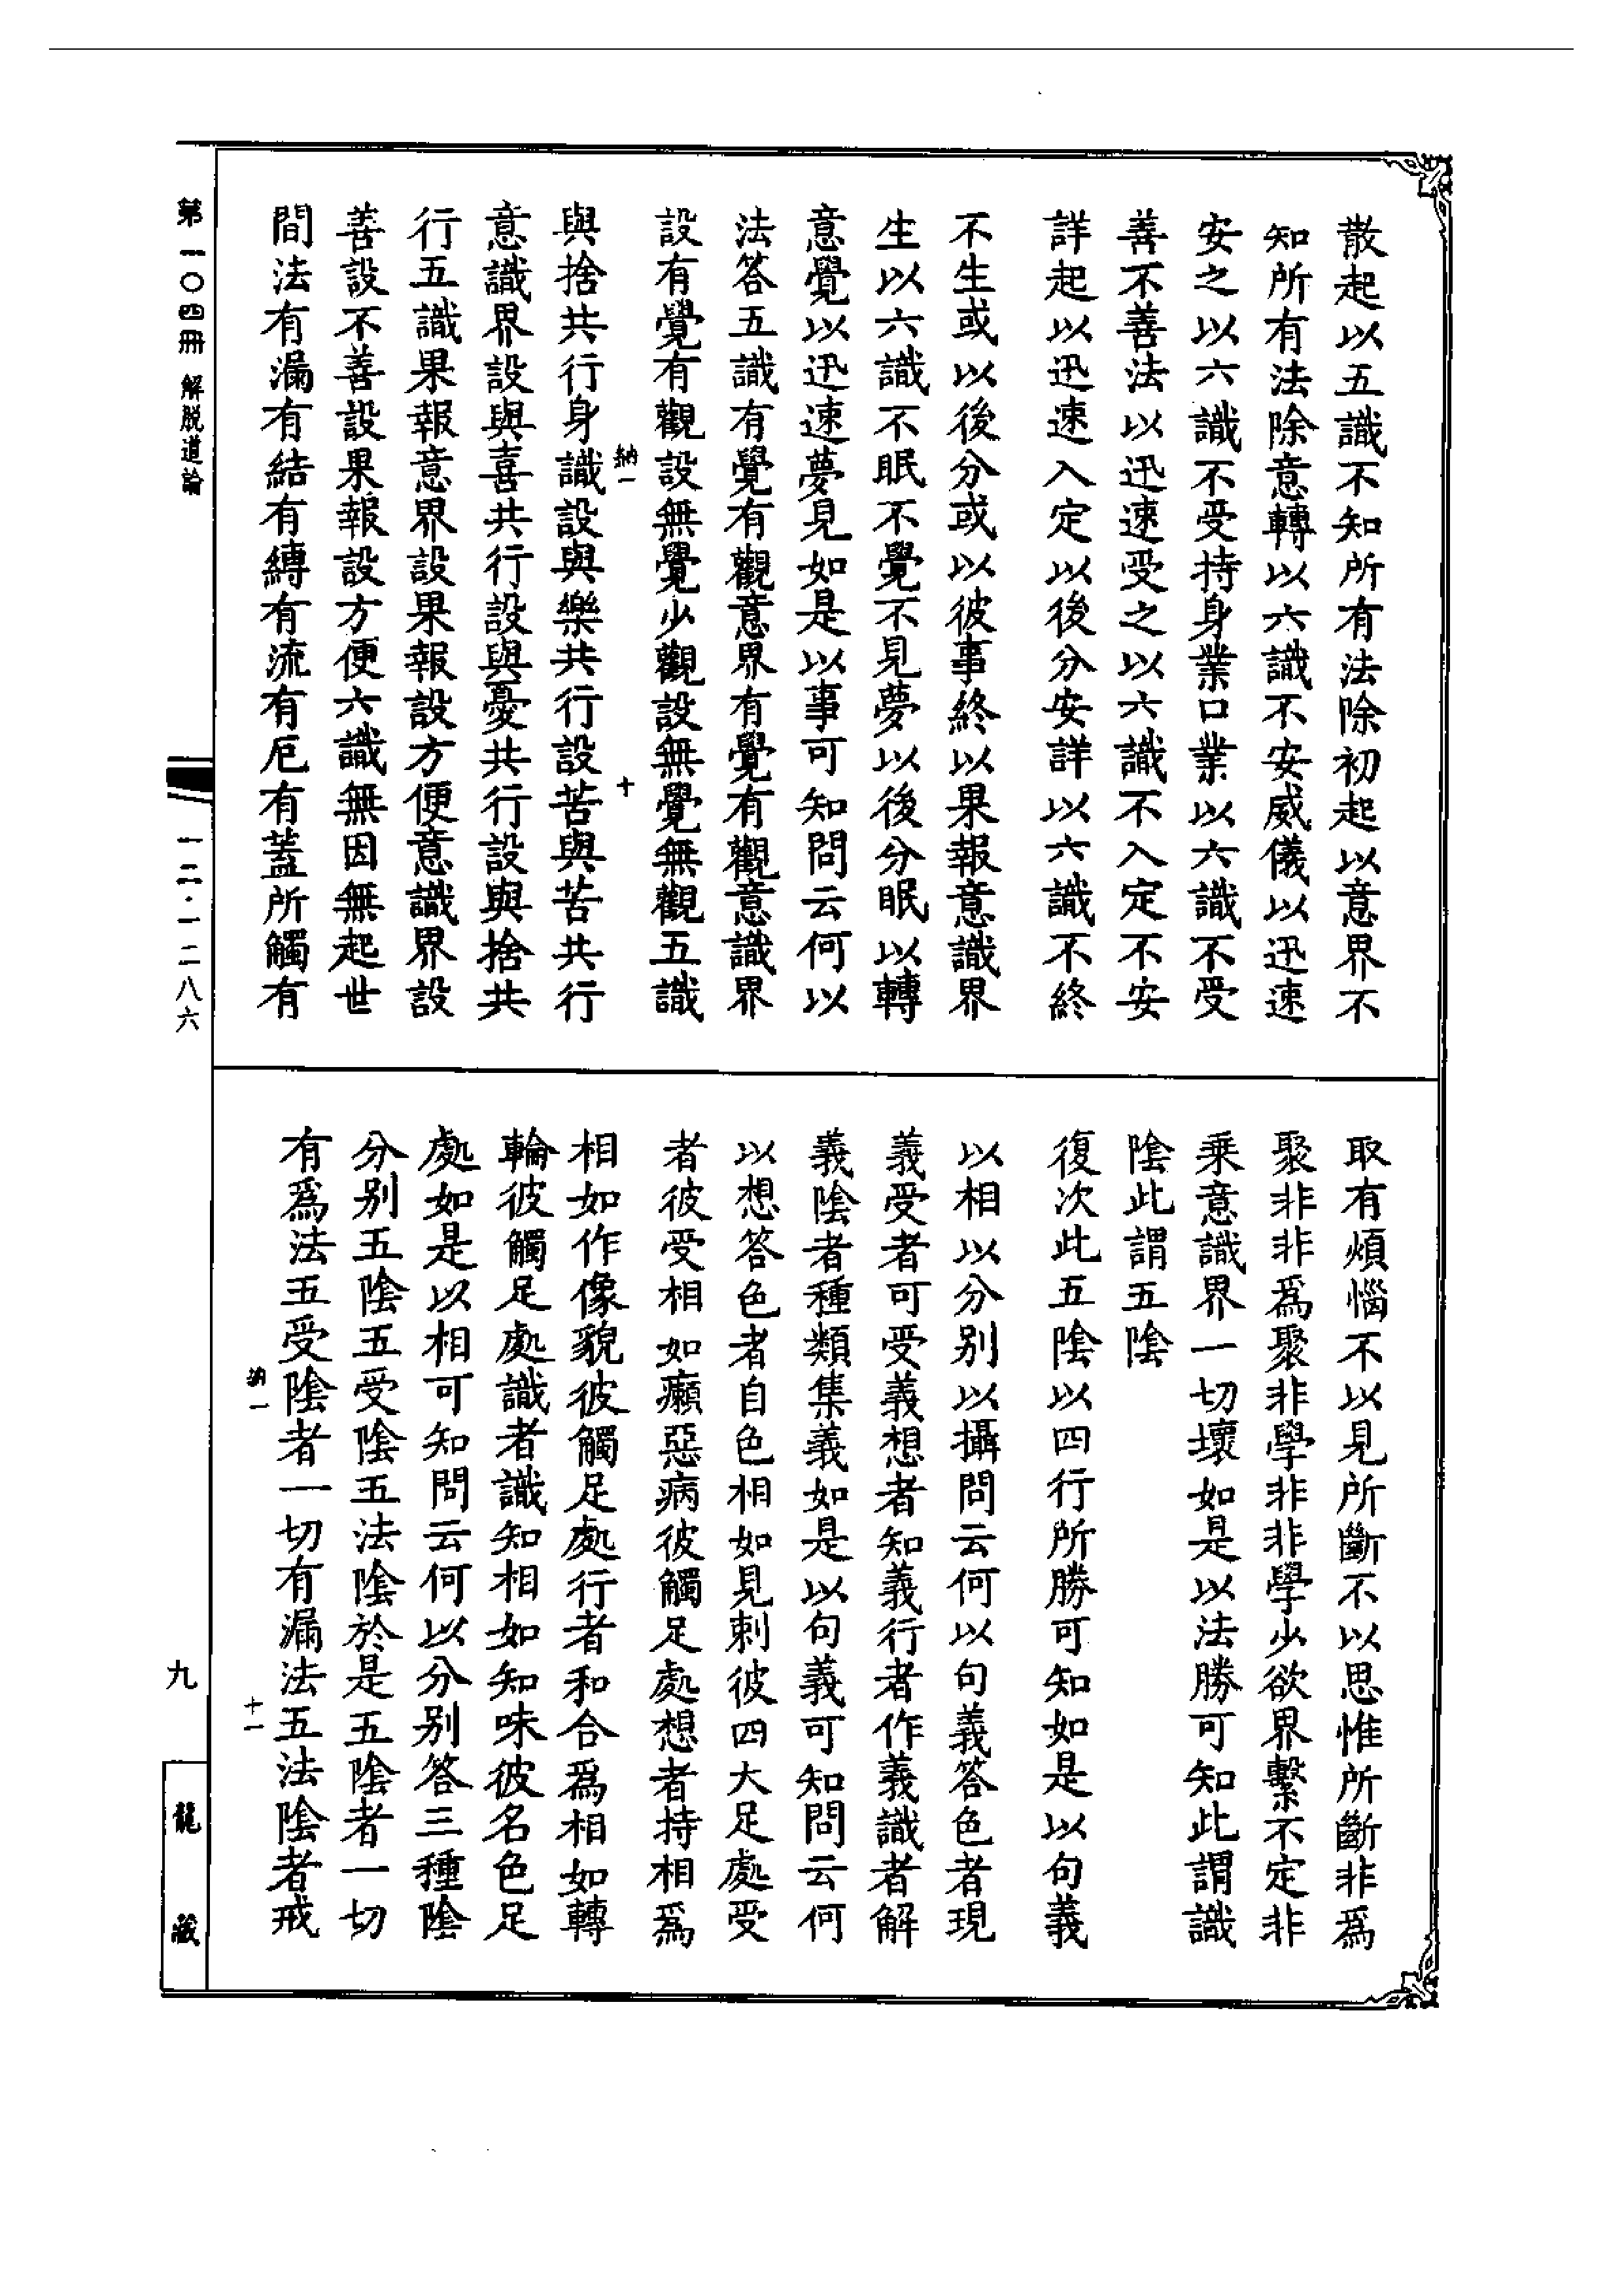 散起以五識不知所有法除初起以意界不
知所有法除意轉以六識不安威儀以迅速
安之以六識不受持身業口業以六識不受
善不善法以迅速受之以六識不入定不安
詳起以迅速入定以後分安詳以六識不終
不生或以後分或以彼事終以果報意識界
生以六識不眠不覺不見夢以後分眠以轉
意覺以迅速夢見如是以事可知問云何以
法答五識有覺有觀意界有覺有觀意識界
設有覺有觀設無覺少觀設無覺無觀五識
與捨共行身識設與樂共行設苦與苦共行
納一
十
意識界設與喜共行設與憂共行設與捨共
行五識果報意界設果報設方便意識界設
善設不善設果報設方便六識無因無起世
間法有漏有結有縛有流有厄有蓋所觸有
取有煩惱不以見所斷不以思惟所斷非為
聚非非為聚非學非非學少欲界繫不定非
乘意識界一切壞如是以法勝可知此謂識
陰此謂五陰
復次此五陰以四行所勝可知如是以句義
以相以分別以攝問云何以句義答色者現
義受者可受義想者知義行者作義識者解
義陰者種類集義如是以句義可知問云何
以想答色者自色相如見刺彼四大足處受
者彼受相如癩惡病彼觸足處想者持相為
相如作像貌彼觸足處行者和合為相如轉
輪彼觸足處識者識知相如知味彼名色足
處如是以相可知問云何以分別答三種陰
分別五陰五受陰五法陰於是五陰者一切
有為法五受陰者一切有漏法五法陰者戒
納一
十一
第一〇四冊 解脱道論
一二·一二八六
九
龍藏